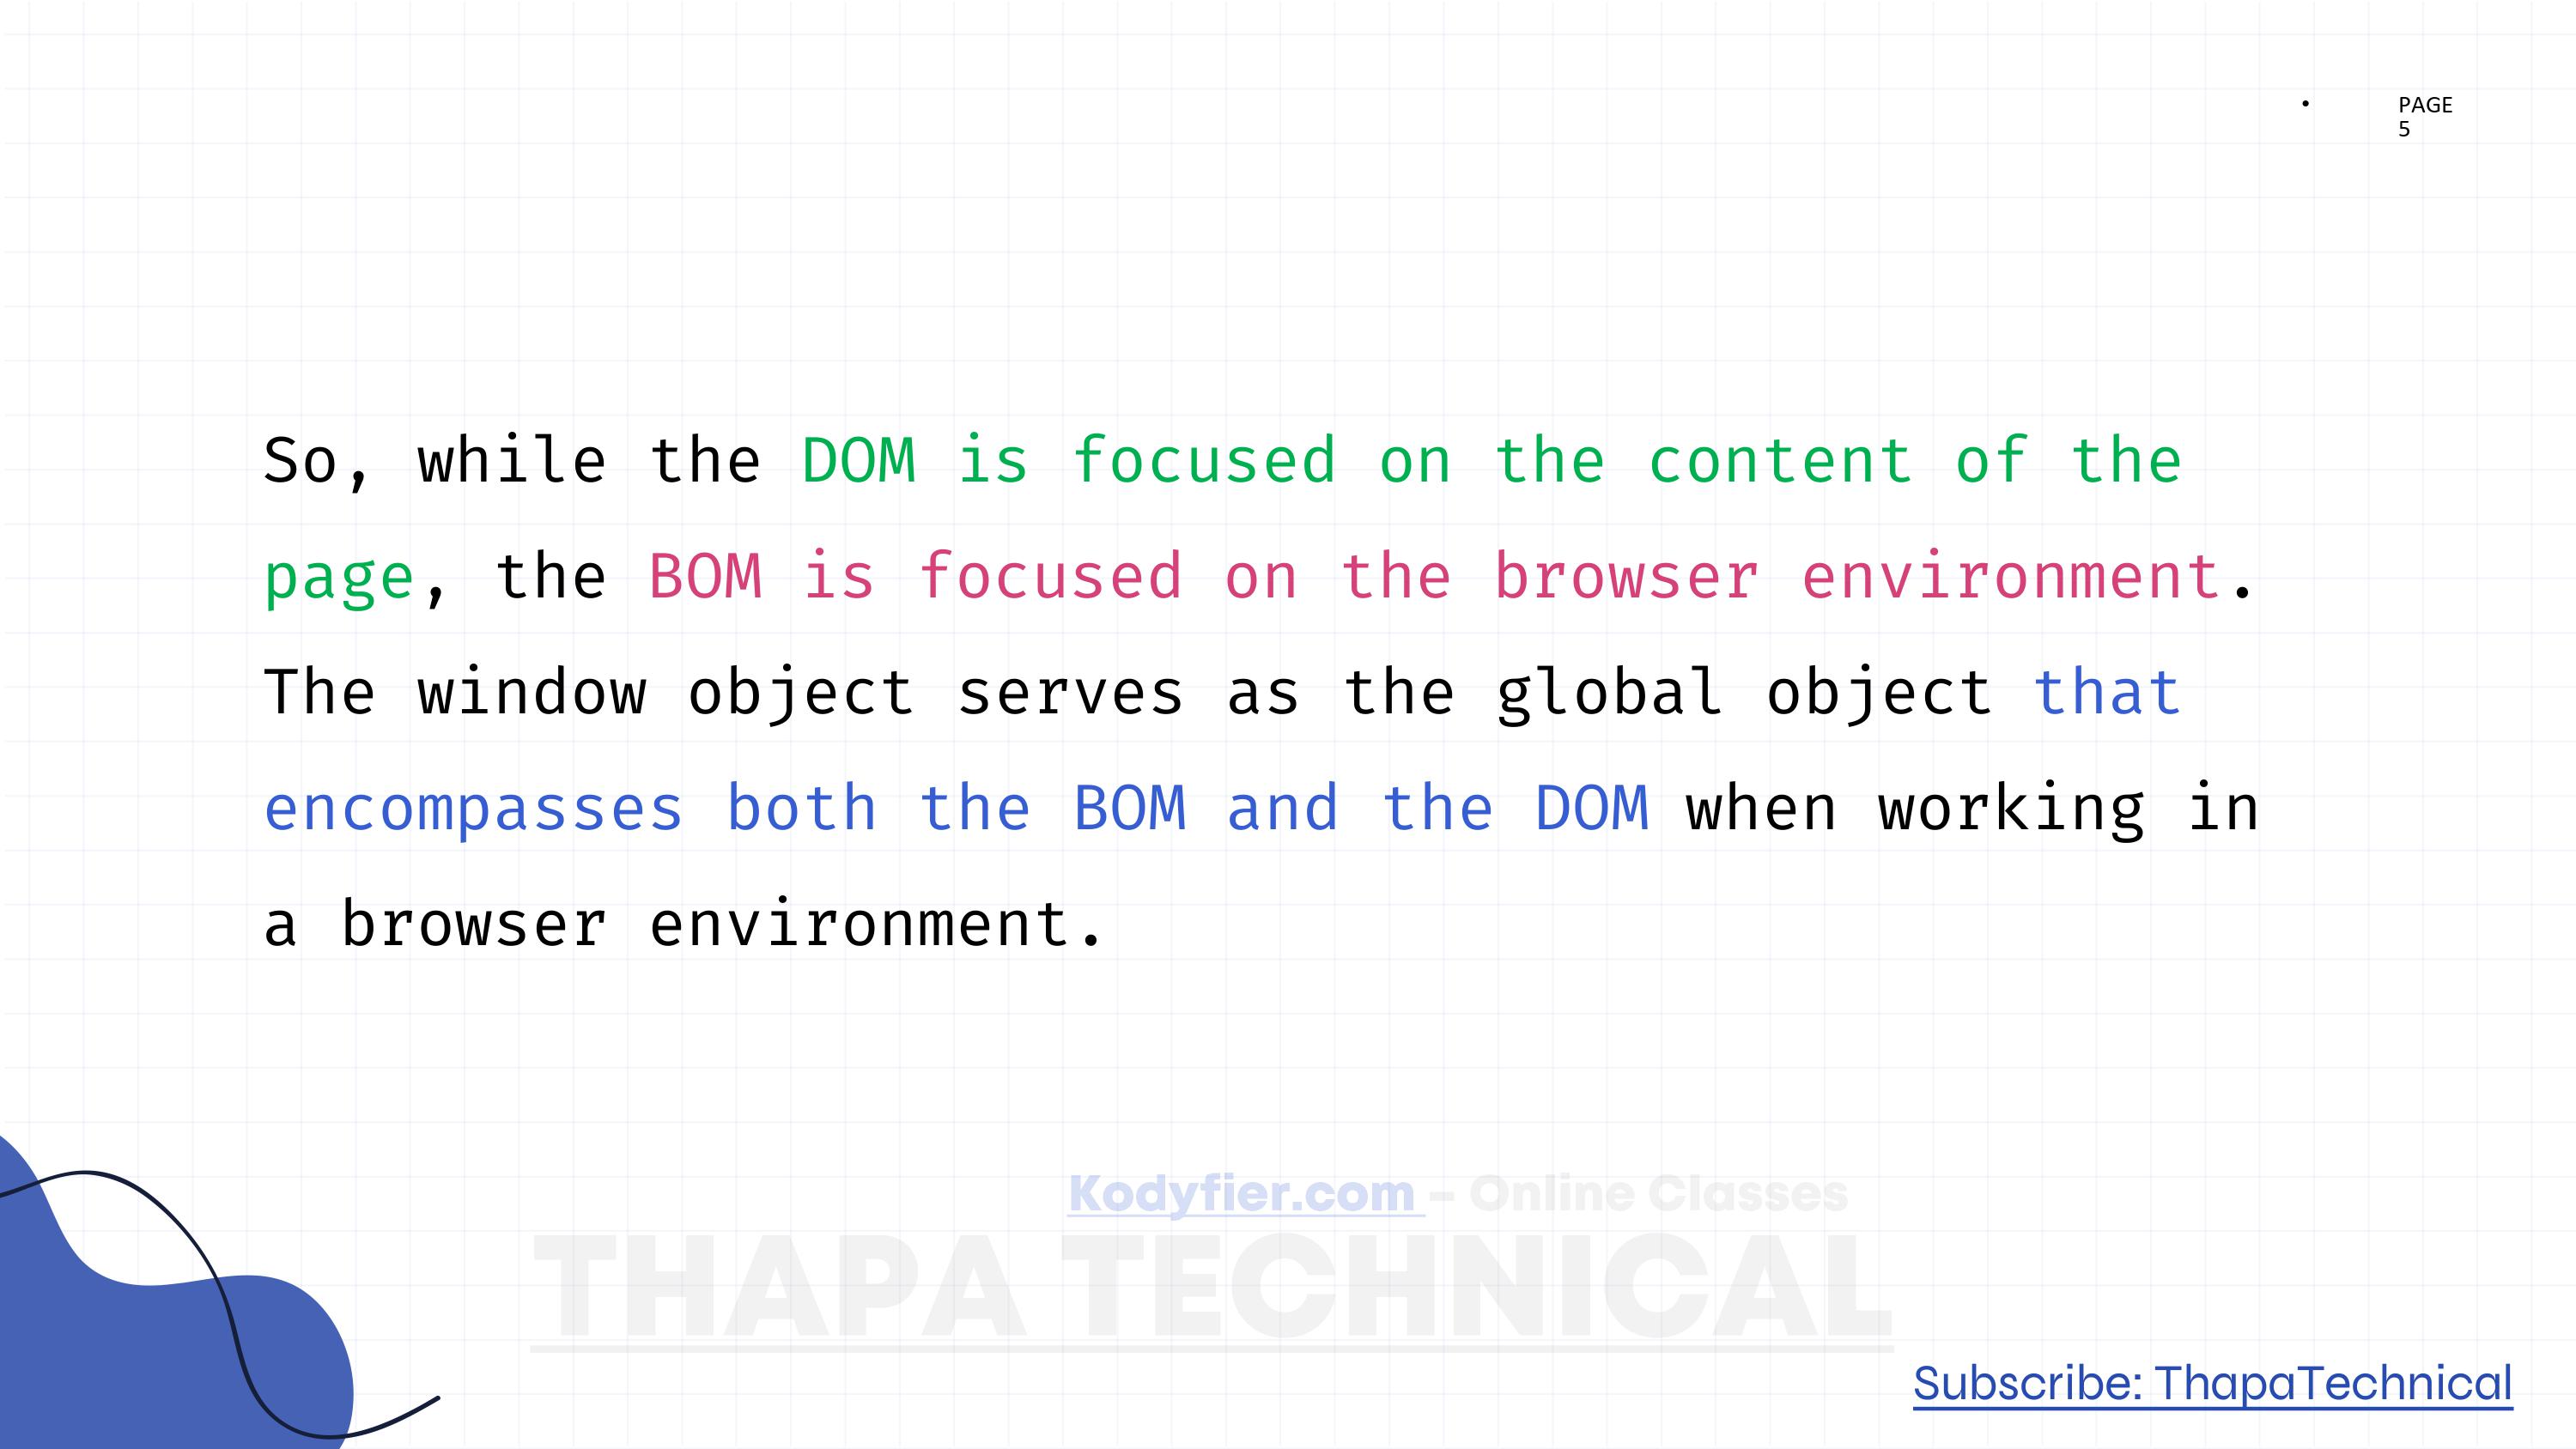 • PAGE
5
So, while the DOM is focused on the content of the
page, the BOM is focused on the browser environment.
The window object serves as the global object that
encompasses both the BOM and the DOM when working in
a browser environment.
Kodyfier.com – Online Classes
THAPA TECHNICAL
Subscribe: ThapaTechnical